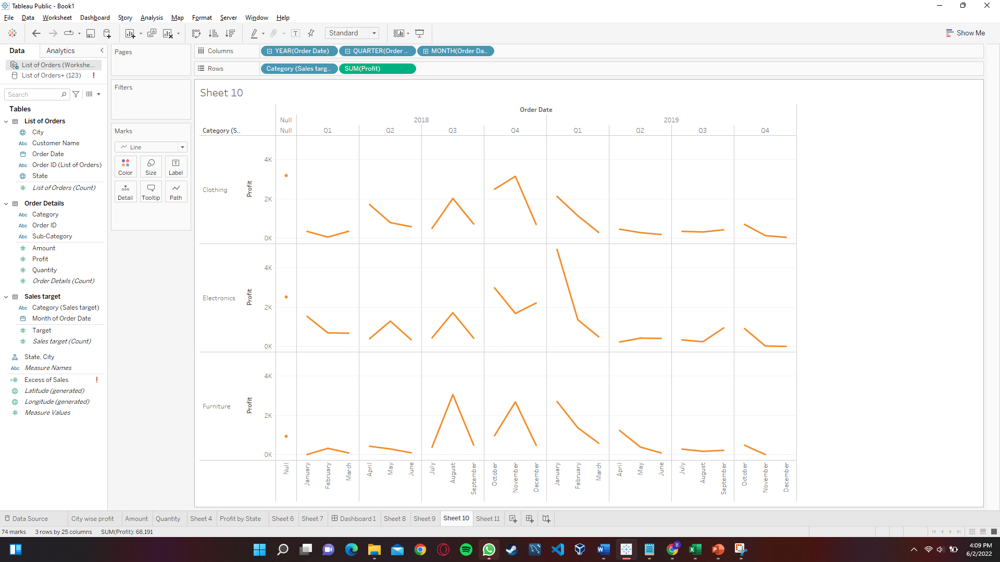 Tableau Public - Book1
File Data Worksheet Dashboard Story Analysis Map Format Server Window Help
Standard
Show Me
Data Analytics
List of Orders (Workshe...
List of Orders+ (123) !
Search
Tables
List of Orders
City
Abc Customer Name
Order Date
Abc Order ID (List of Orders)
State
List of Orders (Count)
Order Details
Abc Category
Abc Order ID
Abc Sub-Category
Amount
Profit
Quantity
Order Details (Count)
Sales target
Abc Category (Sales target)
Month of Order Date
Target
Sales target (Count)
State, City
Abc Measure Names
Excess of Sales !
Latitude (generated)
Longitude (generated)
Measure Values
Pages
Filters
Marks
Line
Color Size Label
Detail Tooltip Path
Columns YEAR(Order Date) QUARTER(Order .. MONTH(Order Da..
Rows Category (Sales targ.. SUM(Profit)
Sheet 10
Order Date
Null 2018 2019
Category (S.. Null Q1 Q2 Q3 Q4 Q1 Q2 Q3 Q4
Clothing
Profit
4K
2K
0K
Electronics
Profit
4K
2K
0K
Furniture
Profit
4K
2K
0K
Null January February March April May June July August September October November December January February March April May June July August September October November December
Data Source City wise profit Amount Quantity Sheet 4 Profit by State Sheet 6 Sheet 7 Dashboard 1 Sheet 8 Sheet 9 Sheet 10 Sheet 11
74 marks 3 rows by 25 columns SUM(Profit): 68,191
4:09 PM
6/2/2022